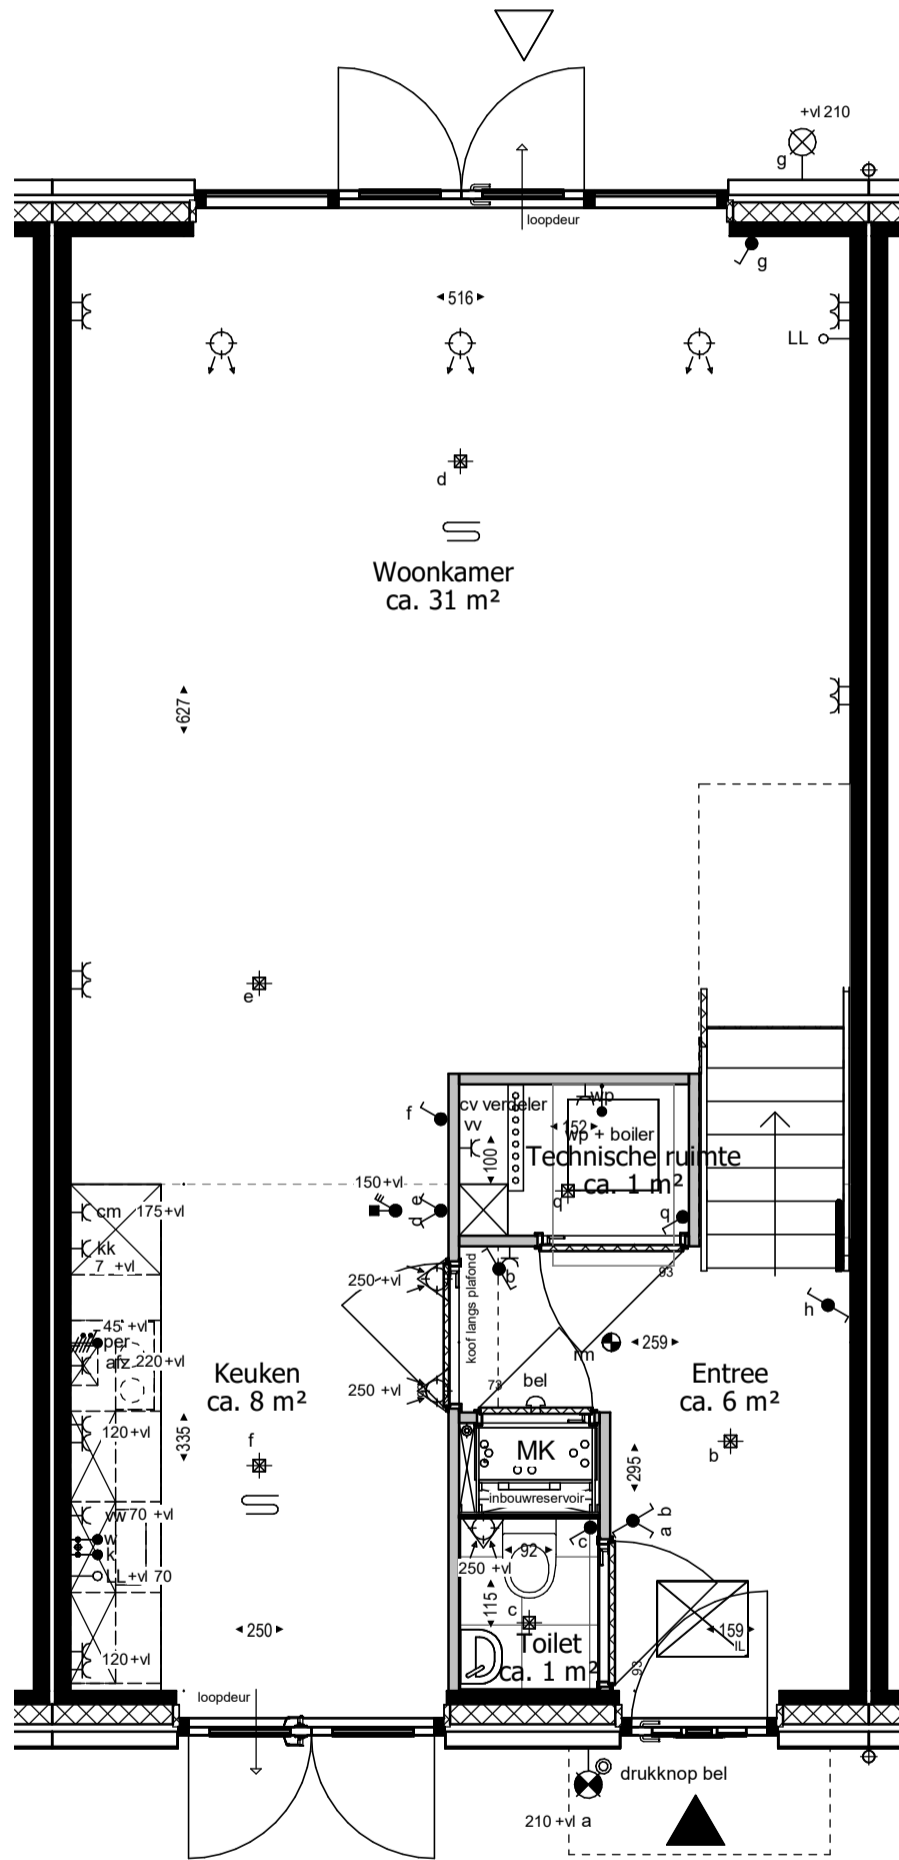 +vl 210
g
loopdeur
g
516
LL
d
Woonkamer
ca. 31 m²
627
e
f
cv verdeler
vv
wp
152
wp + boiler
100
Technische ruimte
ca. 1 m²
150+vl
e
d
q
q
cm
175+vl
kk
7 +vl
koof langs plafond
b
93
250 +vl
h
45 +vl
per
afz
220+vl
rm
259
Keuken
ca. 8 m²
73
bel
Entree
ca. 6 m²
250 +vl
120+vl
335
f
MK
b
295
inbouwreservoir
vw
70 +vl
w
k
LL
+vl 70
c
b
a
92
250 +vl
115
c
250
159
IL
Toilet
ca. 1 m²
120+vl
93
loopdeur
drukknop bel
210 +vl a